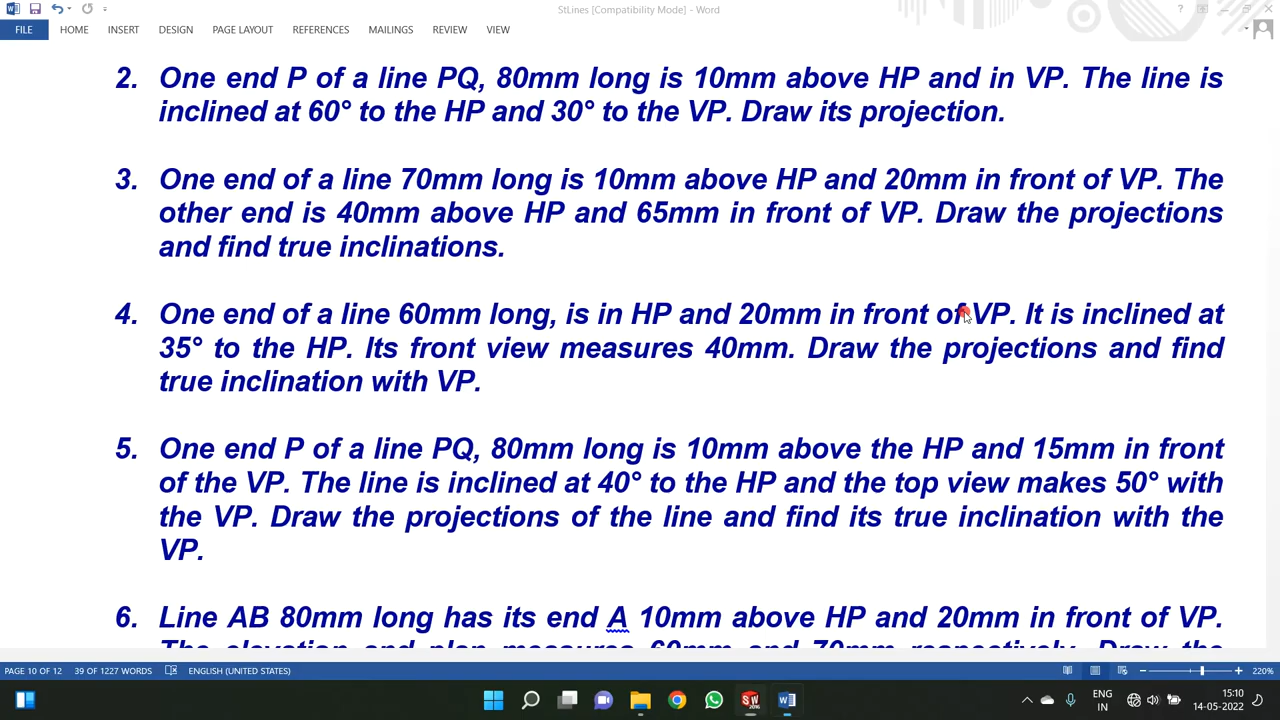 StLines [Compatibility Mode] - Word
FILE HOME INSERT DESIGN PAGE LAYOUT REFERENCES MAILINGS REVIEW VIEW
2. One end P of a line PQ, 80mm long is 10mm above HP and in VP. The line is
inclined at 60° to the HP and 30° to the VP. Draw its projection.
3. One end of a line 70mm long is 10mm above HP and 20mm in front of VP. The
other end is 40mm above HP and 65mm in front of VP. Draw the projections
and find true inclinations.
4. One end of a line 60mm long, is in HP and 20mm in front of VP. It is inclined at
35° to the HP. Its front view measures 40mm. Draw the projections and find
true inclination with VP.
5. One end P of a line PQ, 80mm long is 10mm above the HP and 15mm in front
of the VP. The line is inclined at 40° to the HP and the top view makes 50° with
the VP. Draw the projections of the line and find its true inclination with the
VP.
6. Line AB 80mm long has its end A 10mm above HP and 20mm in front of VP.
The elevation and plan measures 60mm and 70mm respectively. Draw the
PAGE 10 OF 12 39 OF 1227 WORDS ENGLISH (UNITED STATES) 220%
ENG 15:10
IN 14-05-2022